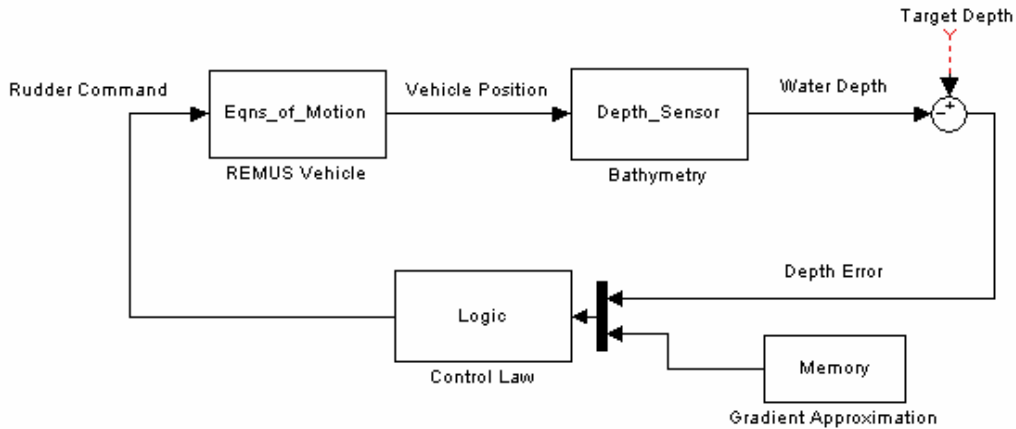 Target Depth
Rudder Command
Vehicle Position
Water Depth
Eqns_of_Motion
Depth_Sensor
- +
REMUS Vehicle
Bathymetry
Depth Error
Logic
Control Law
Memory
Gradient Approximation